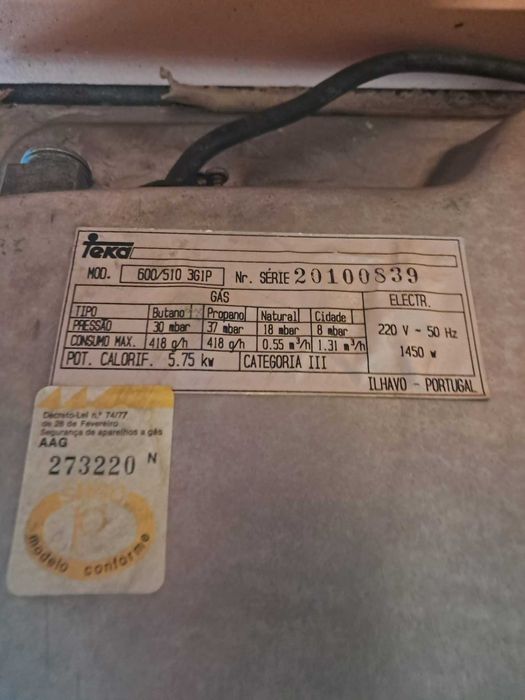 Teka
MOD. 600/510 3G1P Nr. SÉRIE 20100839
GÁS ELECTR.
TIPO Butano Propano Natural Cidade
PRESSÃO 30 mbar 37 mbar 18 mbar 8 mbar 220 V ~ 50 Hz
CONSUMO MAX. 418 g/h 418 g/h 0.55 m³/h 1.31 m³/h 1450 w
POT. CALORIF. 5.75 kw CATEGORIA III
ILHAVO - PORTUGAL
Decreto-Lei n.º 74/77
de 28 de Fevereiro
Segurança de aparelhos a gás
AAG
273220 N
modelo conforme